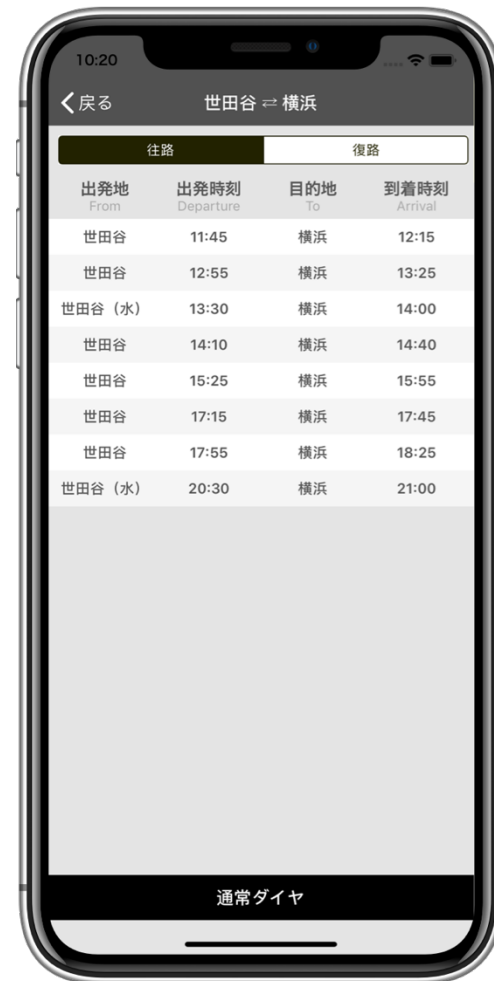 10:20
戻る 世田谷 ⇌ 横浜
往路 復路
出発地 出発時刻 目的地 到着時刻
From Departure To Arrival
世田谷 11:45 横浜 12:15
世田谷 12:55 横浜 13:25
世田谷（水） 13:30 横浜 14:00
世田谷 14:10 横浜 14:40
世田谷 15:25 横浜 15:55
世田谷 17:15 横浜 17:45
世田谷 17:55 横浜 18:25
世田谷（水） 20:30 横浜 21:00
通常ダイヤ